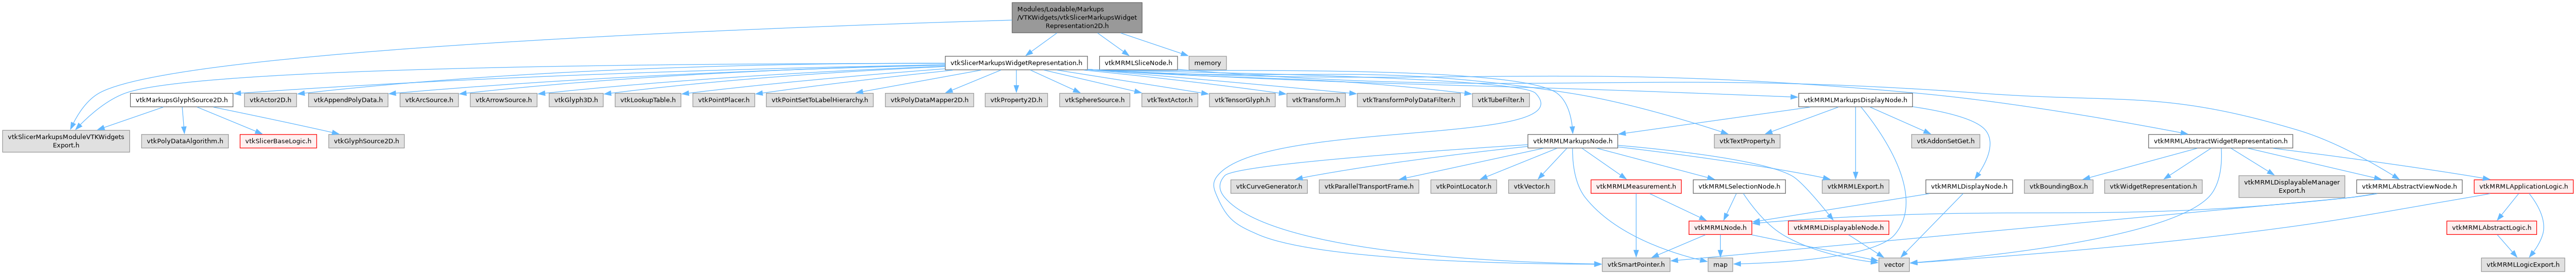 Modules/Loadable/Markups
/VTKWidgets/vtkSlicerMarkupsWidget
Representation2D.h
vtkSlicerMarkupsWidgetRepresentation.h
vtkMRMLSliceNode.h
memory
vtkMarkupsGlyphSource2D.h
vtkActor2D.h
vtkAppendPolyData.h
vtkArcSource.h
vtkArrowSource.h
vtkGlyph3D.h
vtkLookupTable.h
vtkPointPlacer.h
vtkPointSetToLabelHierarchy.h
vtkPolyDataMapper2D.h
vtkProperty2D.h
vtkSphereSource.h
vtkTextActor.h
vtkTensorGlyph.h
vtkTransform.h
vtkTransformPolyDataFilter.h
vtkTubeFilter.h
vtkMRMLMarkupsDisplayNode.h
vtkSlicerMarkupsModuleVTKWidgets
Export.h
vtkPolyDataAlgorithm.h
vtkSlicerBaseLogic.h
vtkGlyphSource2D.h
vtkMRMLMarkupsNode.h
vtkTextProperty.h
vtkAddonSetGet.h
vtkMRMLAbstractWidgetRepresentation.h
vtkCurveGenerator.h
vtkParallelTransportFrame.h
vtkPointLocator.h
vtkVector.h
vtkMRMLMeasurement.h
vtkMRMLSelectionNode.h
vtkMRMLExport.h
vtkMRMLDisplayNode.h
vtkBoundingBox.h
vtkWidgetRepresentation.h
vtkMRMLDisplayableManager
Export.h
vtkMRMLAbstractViewNode.h
vtkMRMLApplicationLogic.h
vtkMRMLNode.h
vtkMRMLDisplayableNode.h
vtkMRMLAbstractLogic.h
vtkSmartPointer.h
map
vector
vtkMRMLLogicExport.h